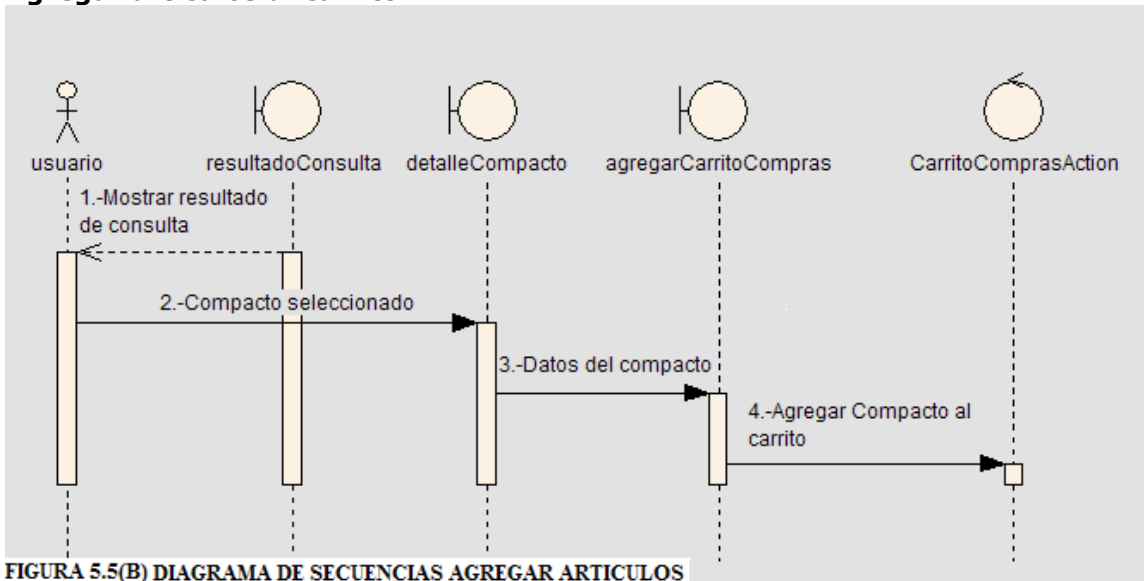 usuario
resultadoConsulta
detalleCompacto
agregarCarritoCompras
CarritoComprasAction
1.-Mostrar resultado
de consulta
2.-Compacto seleccionado
3.-Datos del compacto
4.-Agregar Compacto al
carrito
FIGURA 5.5(B) DIAGRAMA DE SECUENCIAS AGREGAR ARTICULOS